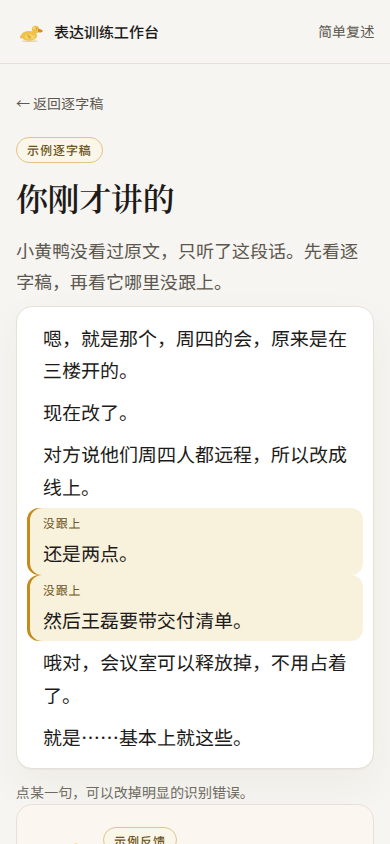 表达训练工作台
简单复述
← 返回逐字稿
示例逐字稿
你刚才讲的
小黄鸭没看过原文，只听了这段话。先看逐
字稿，再看它哪里没跟上。
嗯，就是那个，周四的会，原来是在
三楼开的。
现在改了。
对方说他们周四人都远程，所以改成
线上。
没跟上
还是两点。
没跟上
然后王磊要带交付清单。
哦对，会议室可以释放掉，不用占着
了。
就是……基本上就这些。
点某一句，可以改掉明显的识别错误。
示例反馈